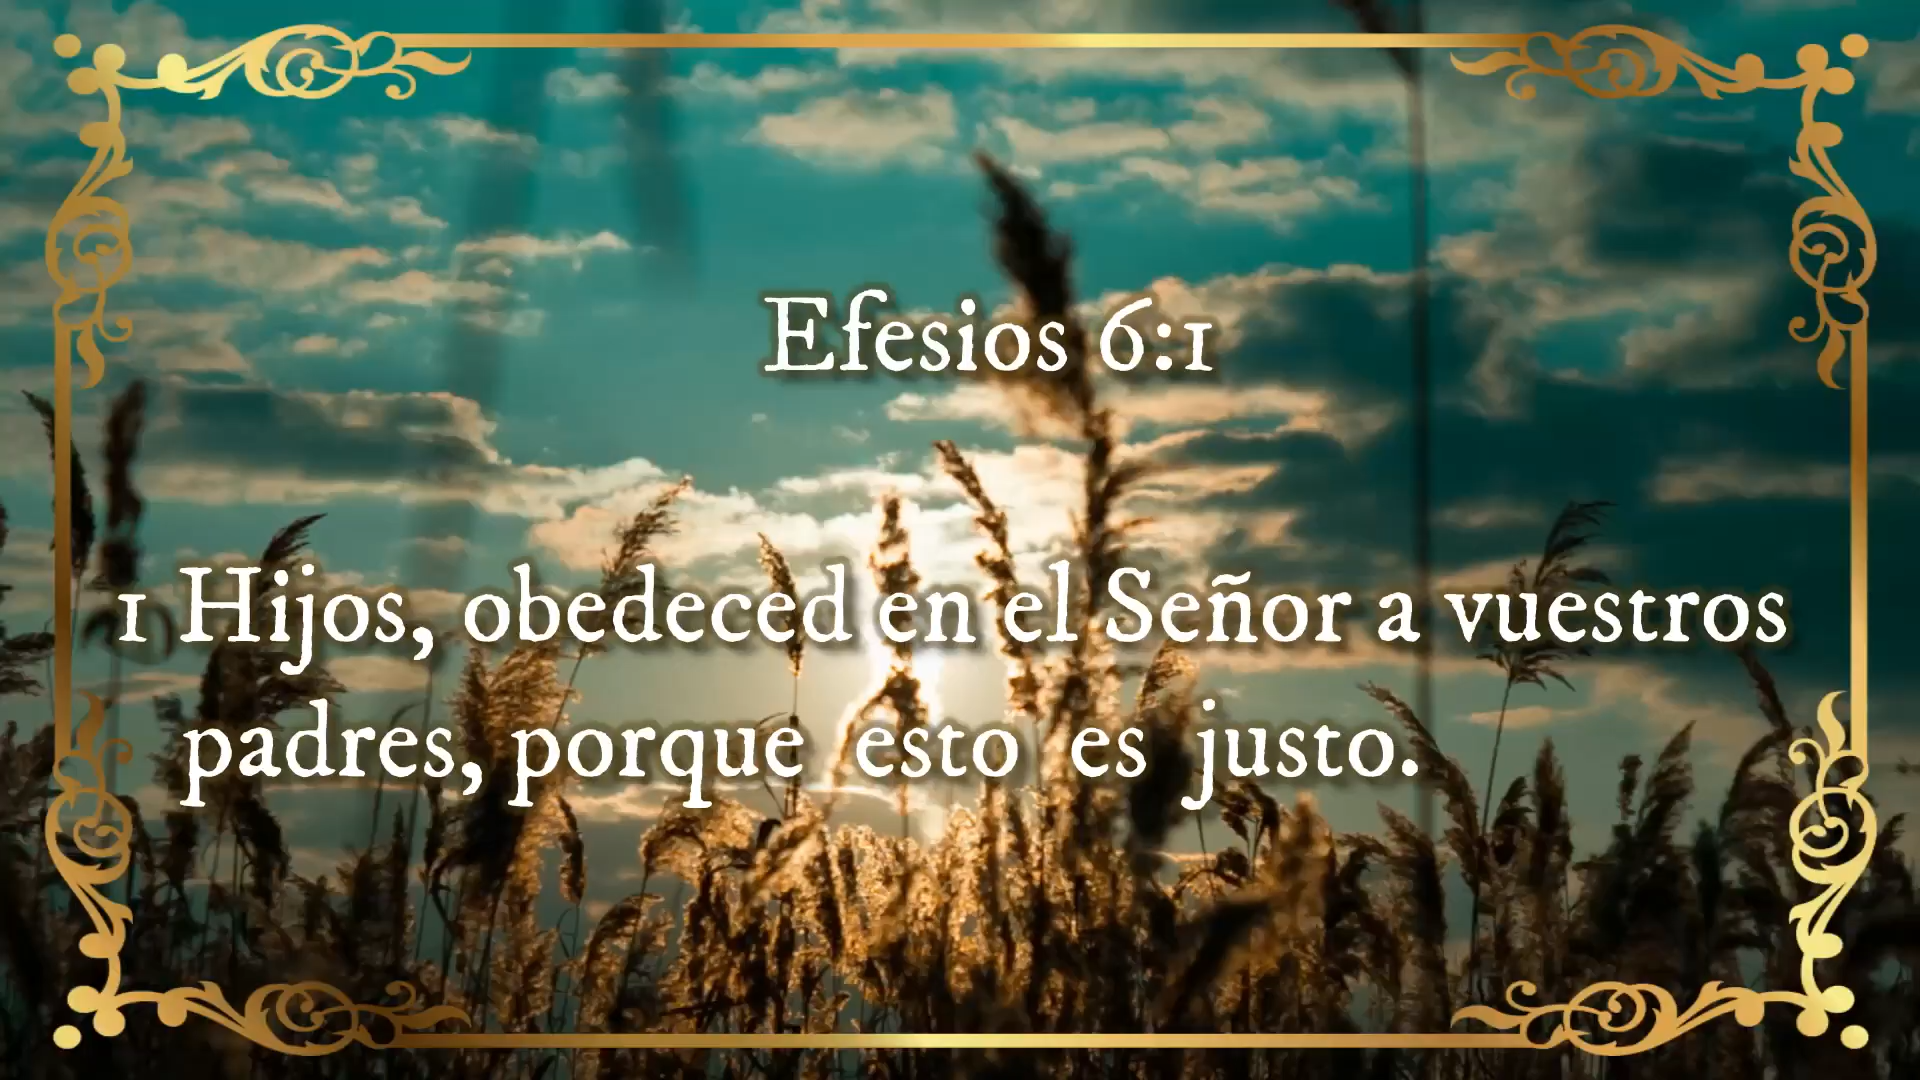 Efesios 6:1
1 Hijos, obedeced en el Señor a vuestros
padres, porque esto es justo.